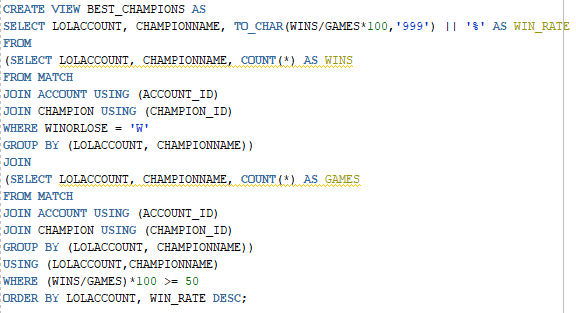 CREATE VIEW BEST_CHAMPIONS AS
SELECT LOLACCOUNT, CHAMPIONNAME, TO_CHAR(WINS/GAMES*100,'999') || '%' AS WIN_RATE
FROM
(SELECT LOLACCOUNT, CHAMPIONNAME, COUNT(*) AS WINS
FROM MATCH
JOIN ACCOUNT USING (ACCOUNT_ID)
JOIN CHAMPION USING (CHAMPION_ID)
WHERE WINORLOSE = 'W'
GROUP BY (LOLACCOUNT, CHAMPIONNAME))
JOIN
(SELECT LOLACCOUNT, CHAMPIONNAME, COUNT(*) AS GAMES
FROM MATCH
JOIN ACCOUNT USING (ACCOUNT_ID)
JOIN CHAMPION USING (CHAMPION_ID)
GROUP BY (LOLACCOUNT, CHAMPIONNAME))
USING (LOLACCOUNT,CHAMPIONNAME)
WHERE (WINS/GAMES)*100 >= 50
ORDER BY LOLACCOUNT, WIN_RATE DESC;